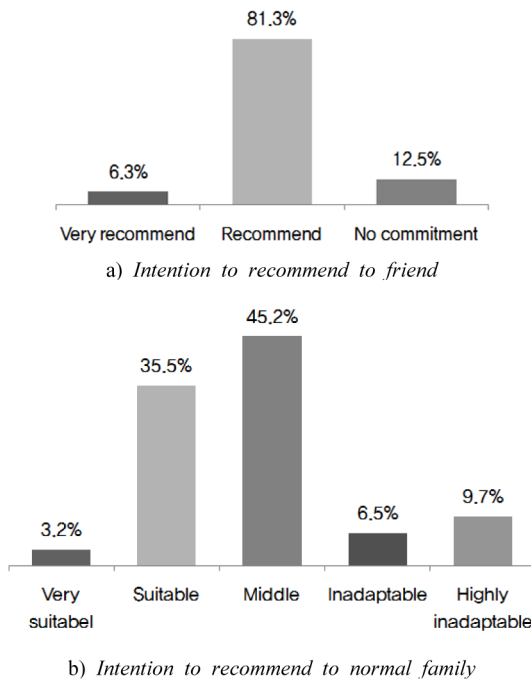 81.3%
6.3%
12.5%
Very recommend Recommend No commitment
a) Intention to recommend to friend
45.2%
35.5%
3.2%
6.5%
9.7%
Very Suitable Middle Inadaptable Highly
suitabel inadaptable
b) Intention to recommend to normal family